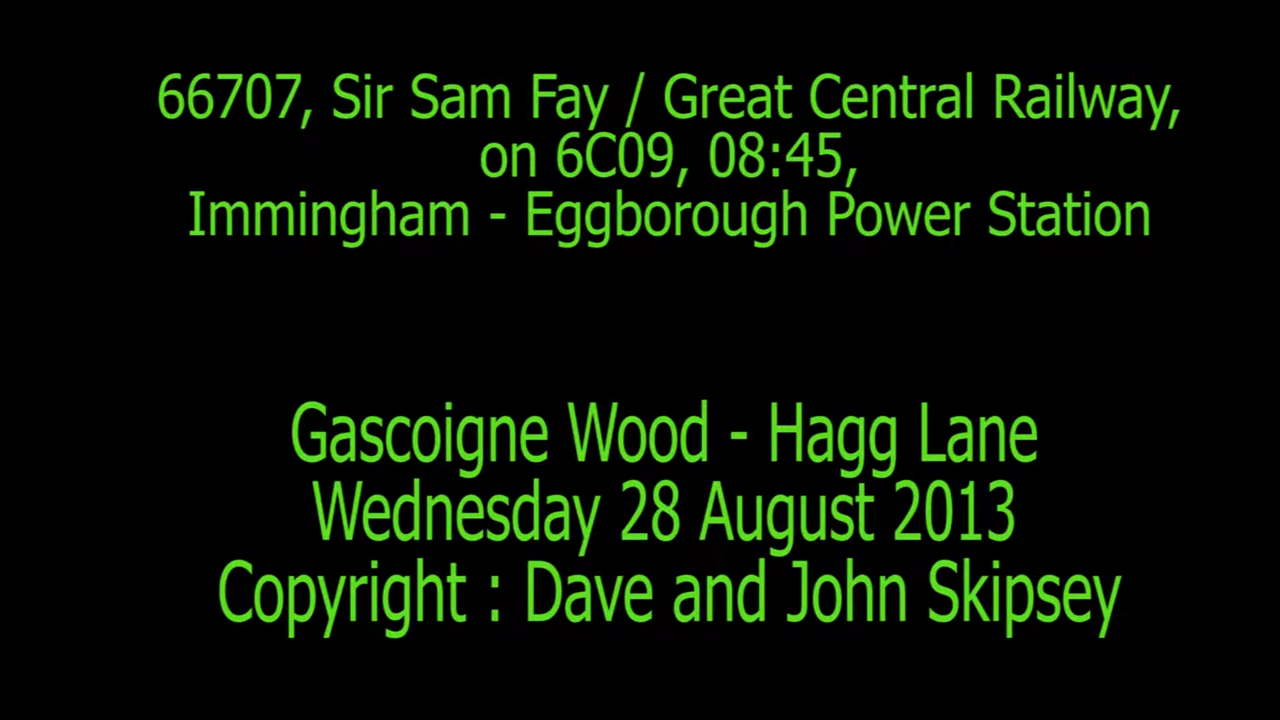 66707, Sir Sam Fay / Great Central Railway,
on 6C09, 08:45,
Immingham - Eggborough Power Station
Gascoigne Wood - Hagg Lane
Wednesday 28 August 2013
Copyright : Dave and John Skipsey